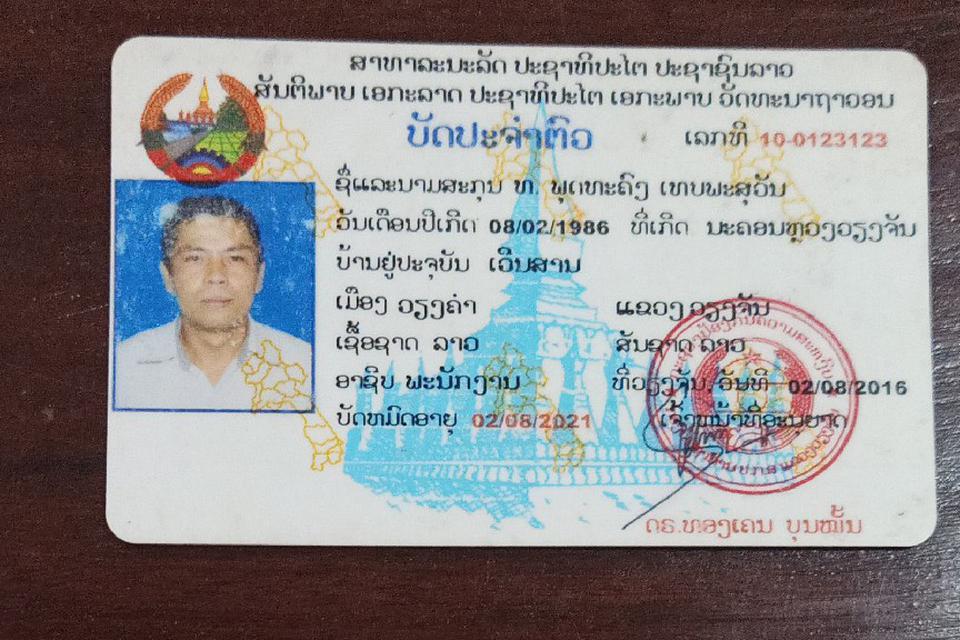 ສາທາລະນະລັດ ປະຊາທິປະໄຕ ປະຊາຊົນລາວ
ສັນຕິພາບ ເອກະລາດ ປະຊາທິປະໄຕ ເອກະພາບ ວັດທະນາຖາວອນ
ບັດປະຈຳຕົວ ເລກທີ 10-0123123
ຊື່ແລະນາມສະກຸນ ທ. ພຸດທະຄົງ ເທບພະສຸວັນ
ວັນເດືອນປີເກີດ 08/02/1986 ທີ່ເກີດ ນະຄອນຫຼວງວຽງຈັນ
ບ້ານຢູ່ປະຈຸບັນ ເວີນສານ
ເມືອງ ວຽງຄຳ ແຂວງ ວຽງຈັນ
ເຊື້ອຊາດ ລາວ ສັນຊາດ ລາວ
ອາຊີບ ພະນັກງານ ທີ່ວຽງຈັນ, ວັນທີ 02/08/2016
ບັດຫມົດອາຍຸ 02/08/2021 ເຈົ້າໜ້າທີ່ອະນຸຍາດ
ດຣ.ທອງເຄນ ບຸນໝັ້ນ